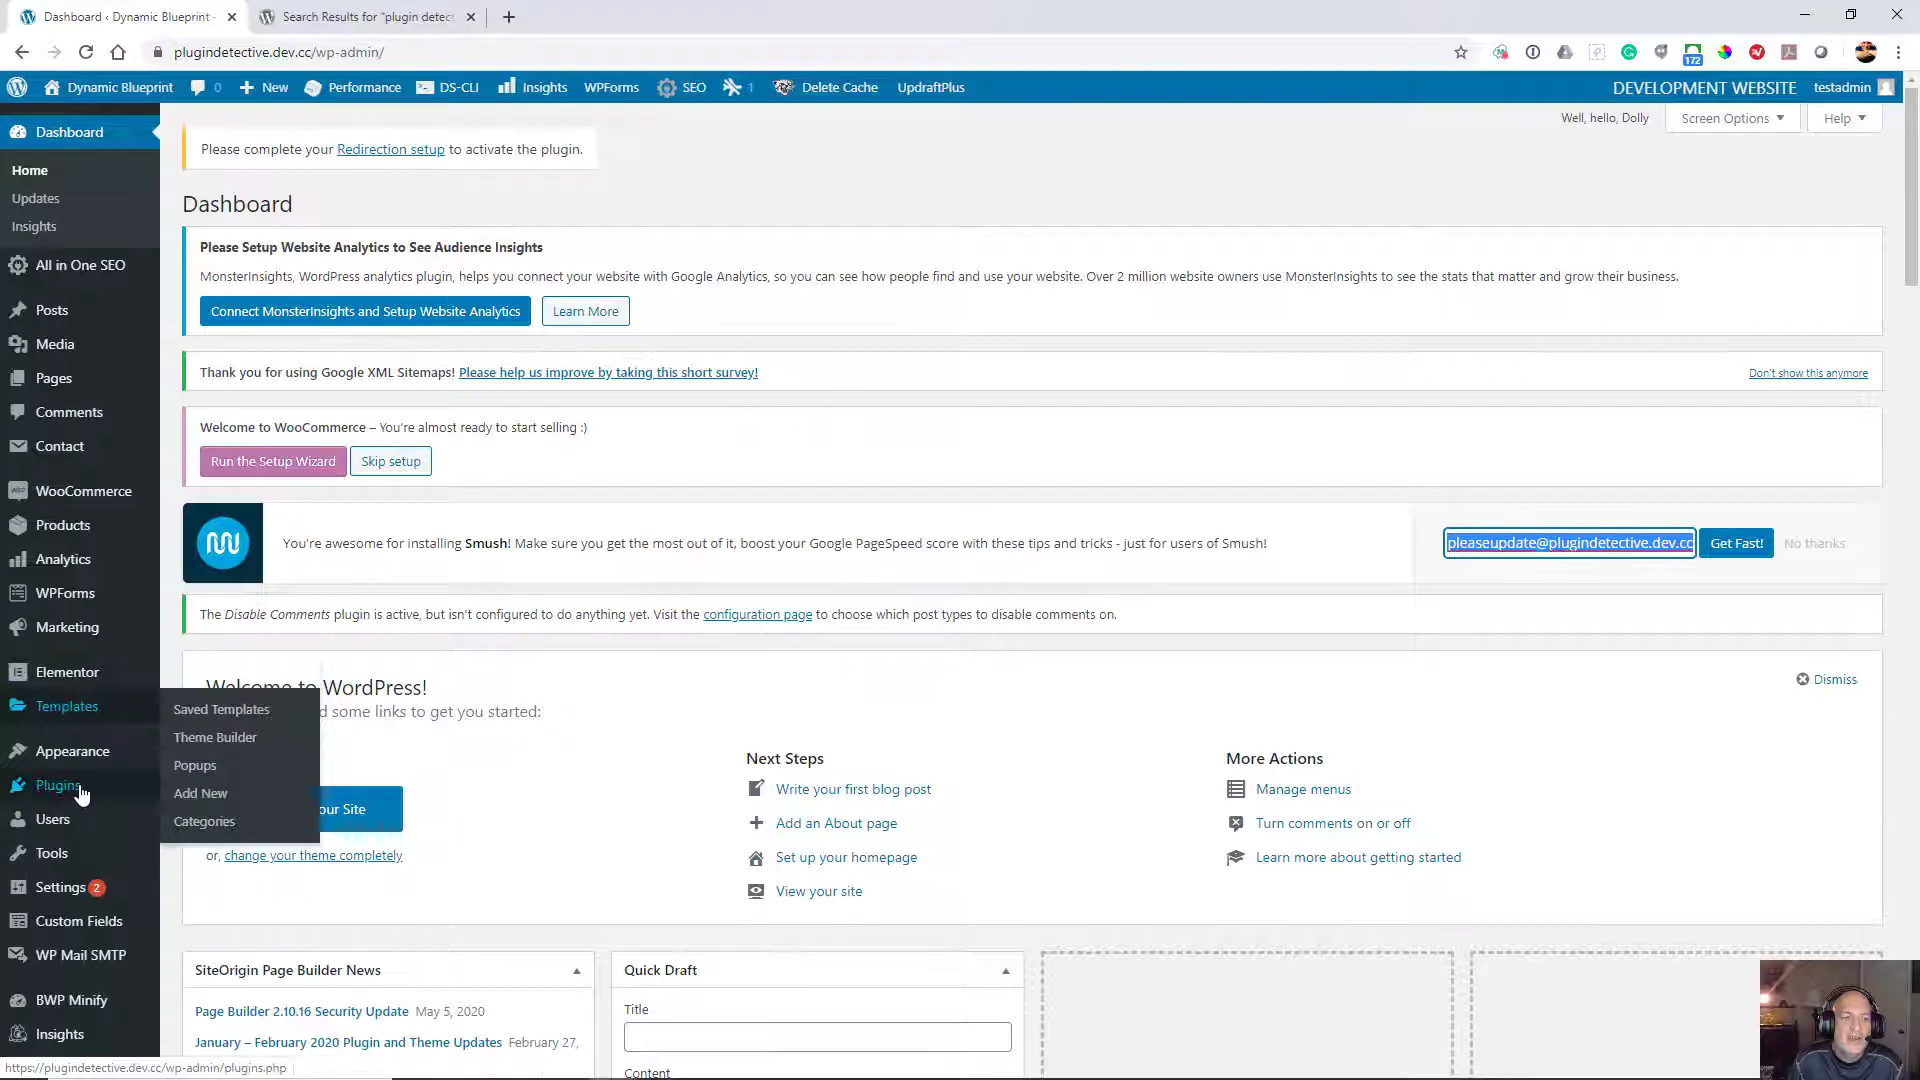 Dashboard ‹ Dynamic Blueprint -
Search Results for "plugin detect
plugindetective.dev.cc/wp-admin/
172
Dynamic Blueprint
0
New
Performance
DS-CLI
Insights
WPForms
SEO
1
Delete Cache
UpdraftPlus
DEVELOPMENT WEBSITE
testadmin
Dashboard
Home
Updates
Insights
All in One SEO
Posts
Media
Pages
Comments
Contact
WooCommerce
Products
Analytics
WPForms
Marketing
Elementor
Templates
Appearance
Plugins
Users
Tools
Settings 2
Custom Fields
WP Mail SMTP
BWP Minify
Insights
Saved Templates
Theme Builder
Popups
Add New
Categories
Well, hello, Dolly
Screen Options
Help
Please complete your Redirection setup to activate the plugin.
Dashboard
Please Setup Website Analytics to See Audience Insights
MonsterInsights, WordPress analytics plugin, helps you connect your website with Google Analytics, so you can see how people find and use your website. Over 2 million website owners use MonsterInsights to see the stats that matter and grow their business.
Connect MonsterInsights and Setup Website Analytics
Learn More
Thank you for using Google XML Sitemaps! Please help us improve by taking this short survey!
Don't show this anymore
Welcome to WooCommerce – You're almost ready to start selling :)
Run the Setup Wizard
Skip setup
You're awesome for installing Smush! Make sure you get the most out of it, boost your Google PageSpeed score with these tips and tricks - just for users of Smush!
pleaseupdate@plugindetective.dev.cc
Get Fast!
No thanks
The Disable Comments plugin is active, but isn't configured to do anything yet. Visit the configuration page to choose which post types to disable comments on.
Welcome to WordPress!
Dismiss
d some links to get you started:
our Site
or, change your theme completely
Next Steps
Write your first blog post
Add an About page
Set up your homepage
View your site
More Actions
Manage menus
Turn comments on or off
Learn more about getting started
SiteOrigin Page Builder News
Page Builder 2.10.16 Security Update May 5, 2020
January – February 2020 Plugin and Theme Updates February 27,
Quick Draft
Title
Content
https://plugindetective.dev.cc/wp-admin/plugins.php